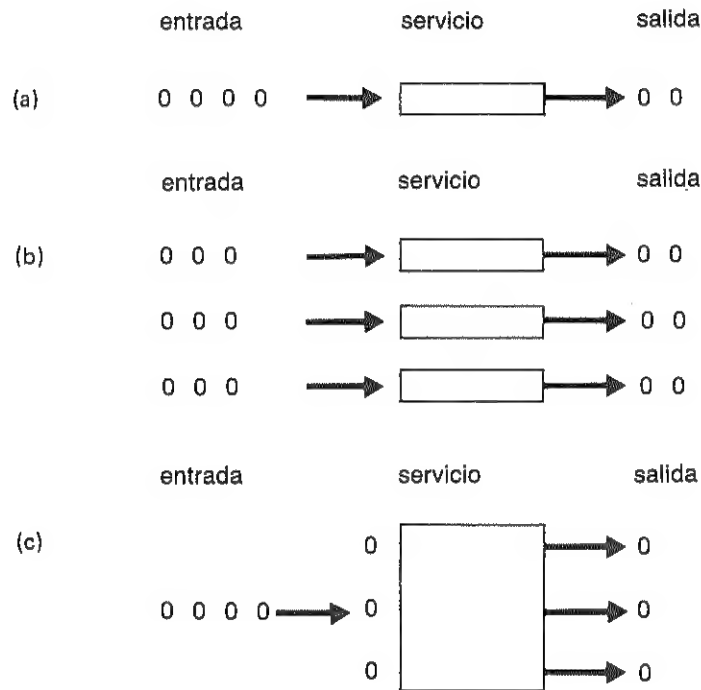 entrada servicio salida
(a) 0 0 0 0 0 0
entrada servicio salida
(b) 0 0 0 0 0
0 0 0 0 0
0 0 0 0 0
entrada servicio salida
(c) 0 0
0 0 0 0 0 0
0 0